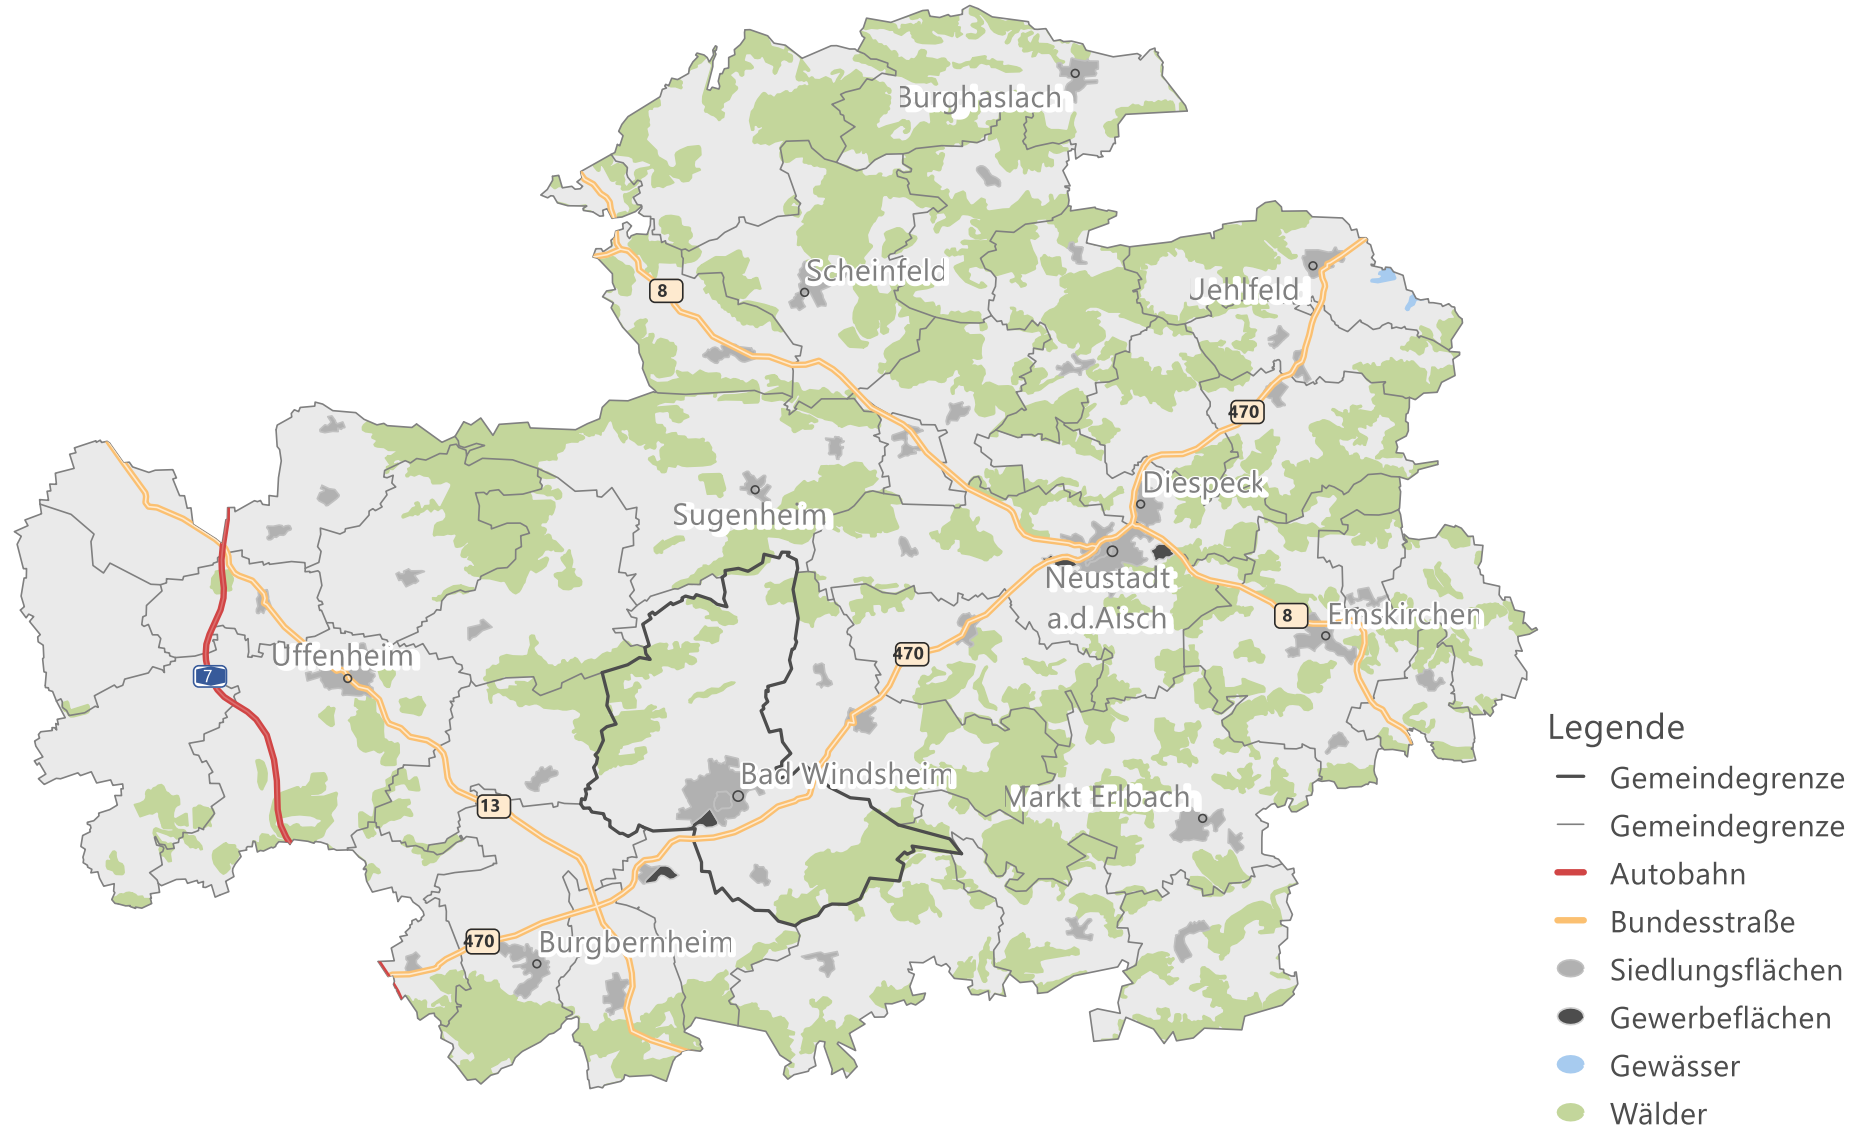 Burghaslach
Scheinfeld
8
Jehlfeld
470
Diespeck
Sugenheim
Neustadt
a.d.Aisch
8
Emskirchen
Uffenheim
470
7
Bad Windsheim
Markt Erlbach
13
470
Burgbernheim
Legende
Gemeindegrenze
Gemeindegrenze
Autobahn
Bundesstraße
Siedlungsflächen
Gewerbeflächen
Gewässer
Wälder